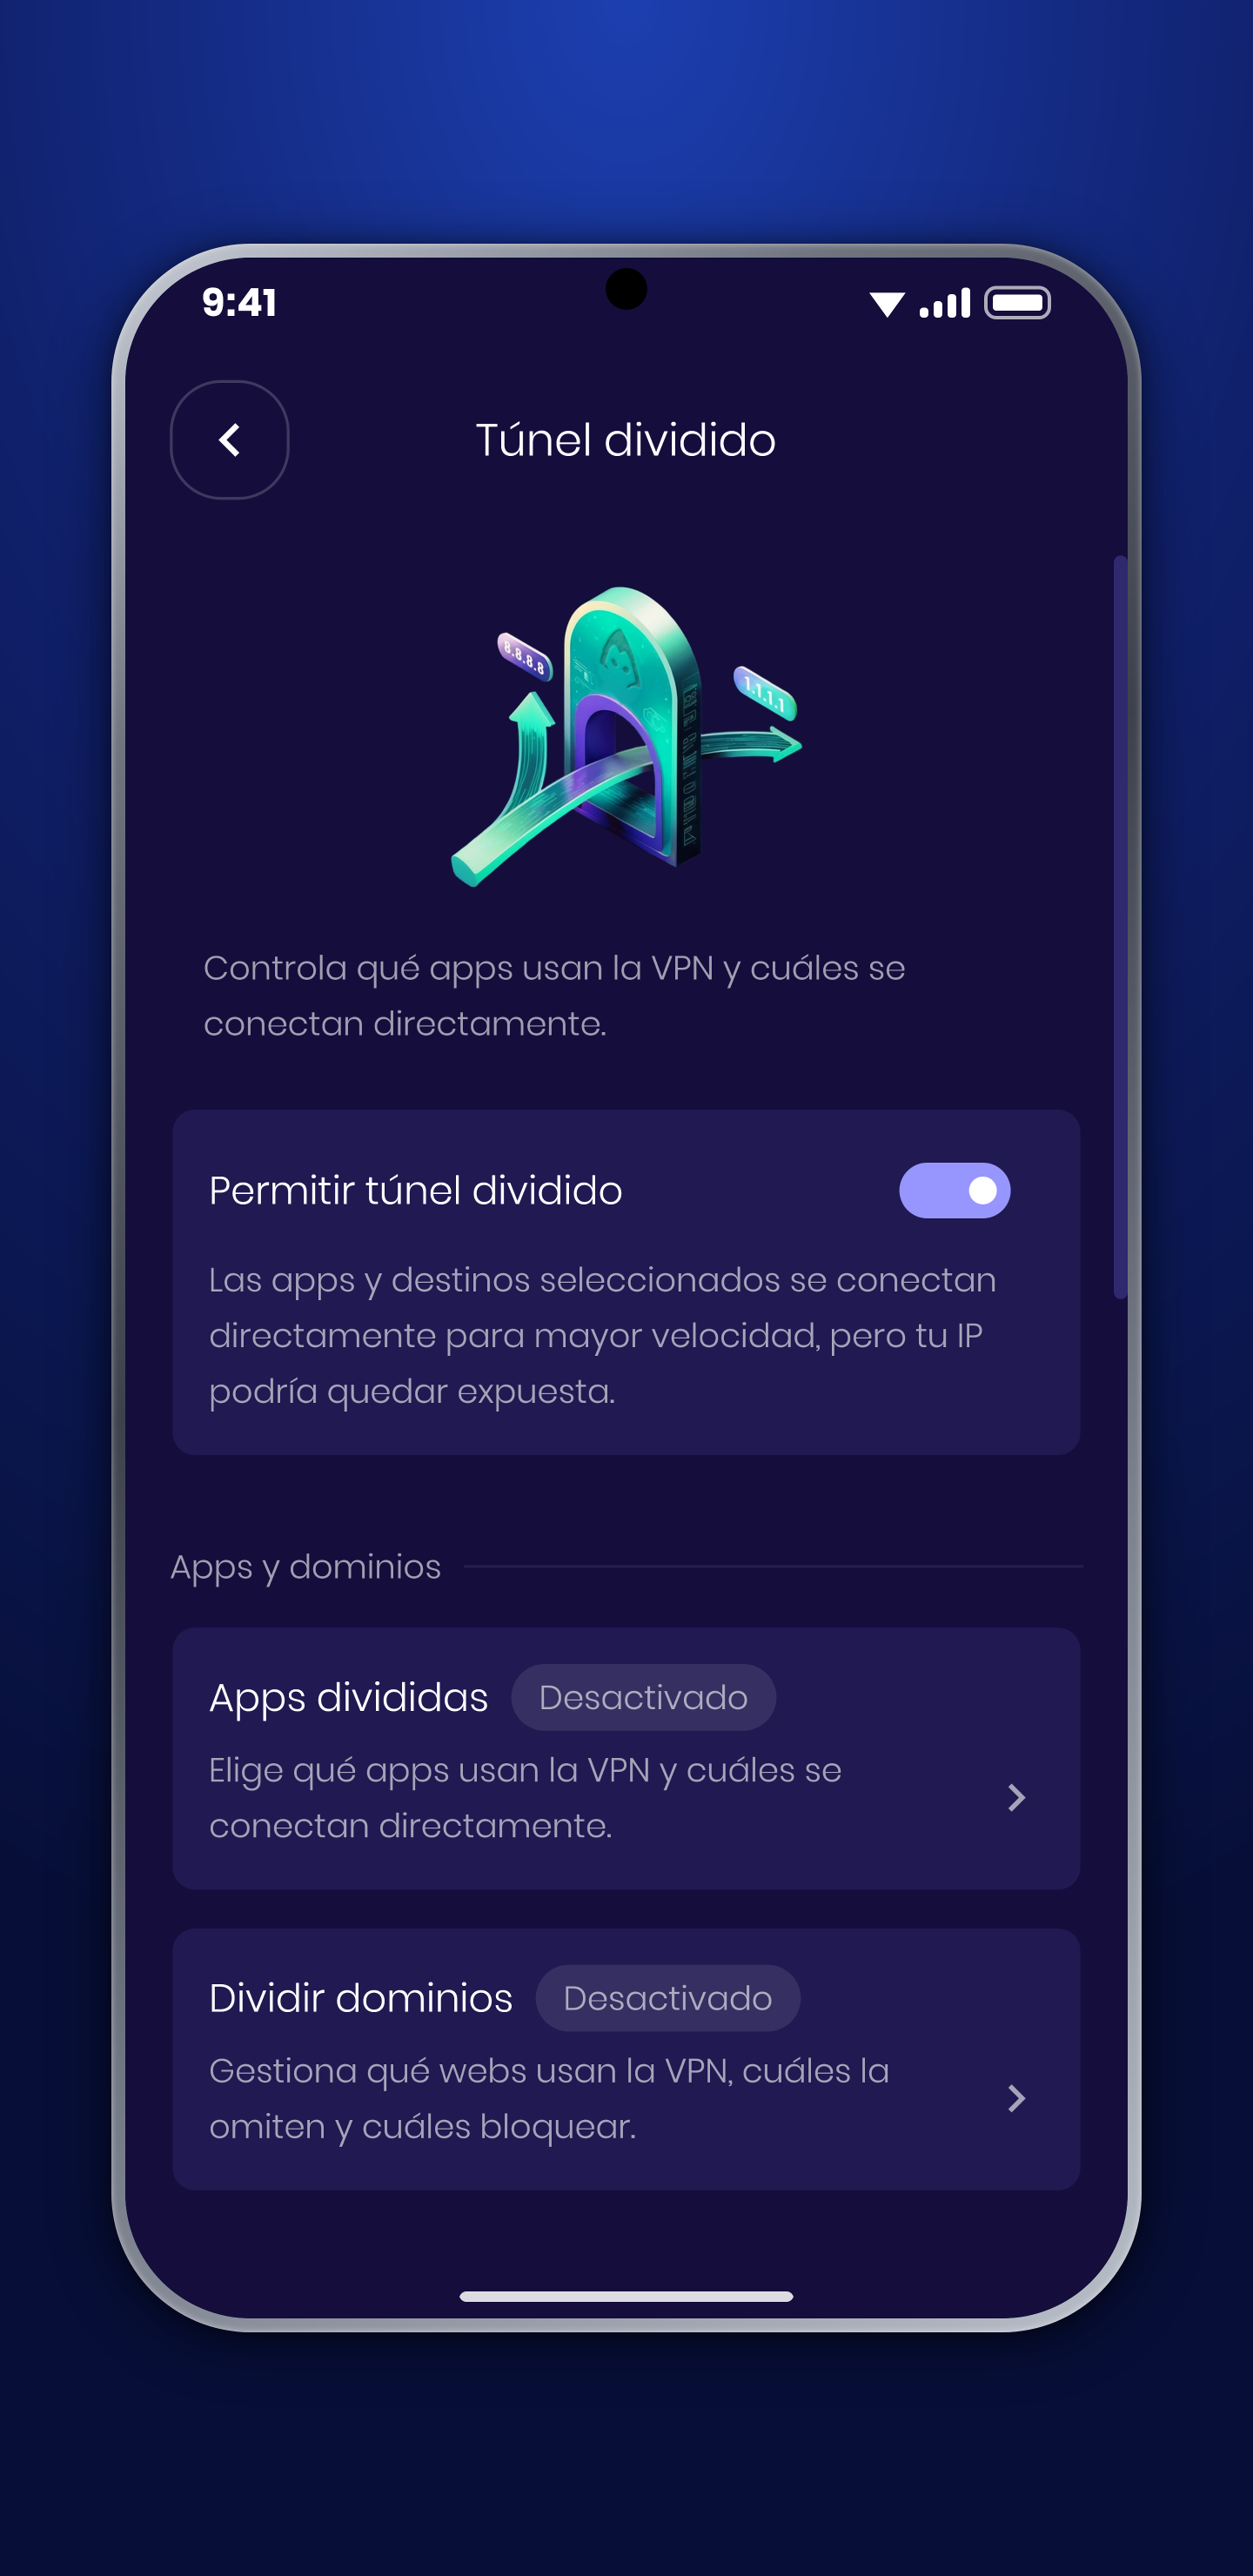 9:41
Túnel dividido
8.8.8.8
1.1.1.1
Controla qué apps usan la VPN y cuáles se
conectan directamente.
Permitir túnel dividido
Las apps y destinos seleccionados se conectan
directamente para mayor velocidad, pero tu IP
podría quedar expuesta.
Apps y dominios
Apps divididas Desactivado
Elige qué apps usan la VPN y cuáles se
conectan directamente.
Dividir dominios Desactivado
Gestiona qué webs usan la VPN, cuáles la
omiten y cuáles bloquear.